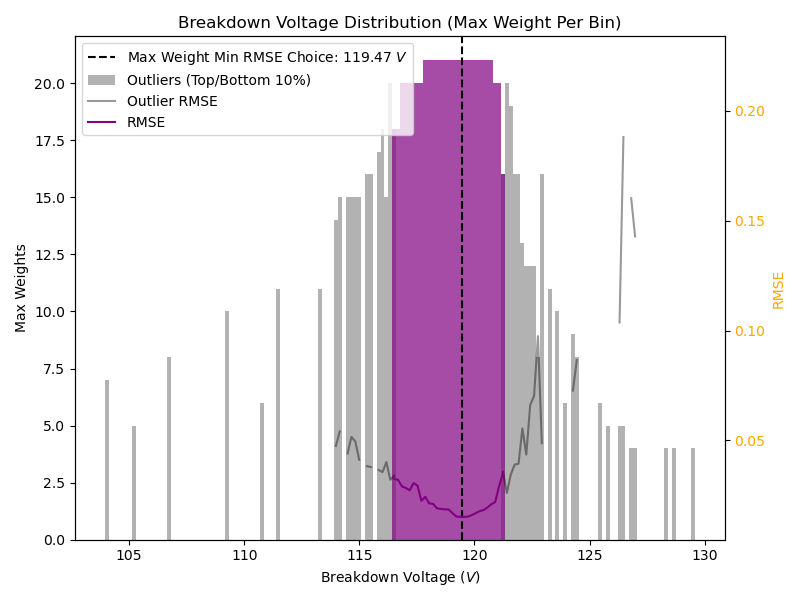 Breakdown Voltage Distribution (Max Weight Per Bin)
Max Weight Min RMSE Choice: 119.47 V
Outliers (Top/Bottom 10%)
Outlier RMSE
RMSE
Max Weights
20.0
17.5
15.0
12.5
10.0
7.5
5.0
2.5
0.0
0.20
0.15
0.10
0.05
RMSE
105
110
115
120
125
130
Breakdown Voltage (V)